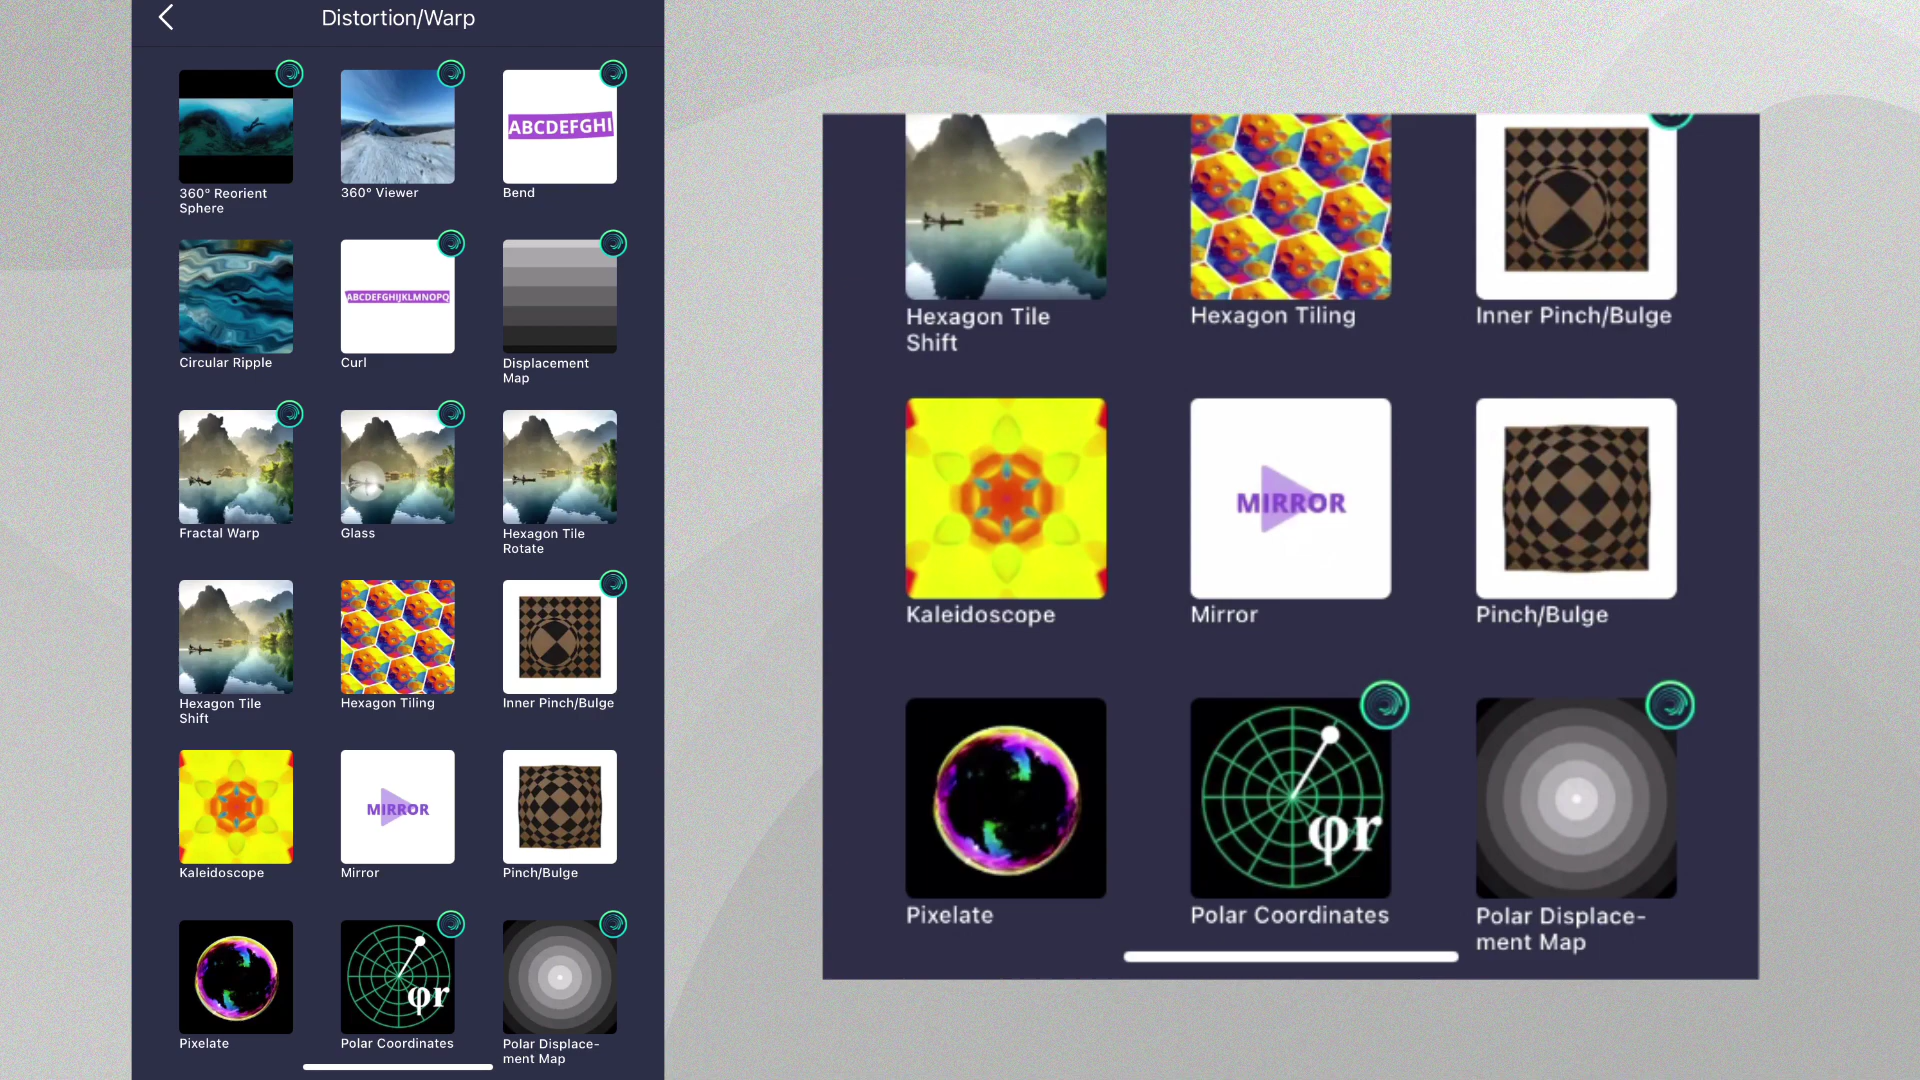 Distortion/Warp
ABCDEFGHI
360° Reorient
Sphere
360° Viewer
Bend
ABCDEFGHIJKLMNOPQ
Circular Ripple
Curl
Displacement
Map
Fractal Warp
Glass
Hexagon Tile
Rotate
Hexagon Tile
Shift
Hexagon Tiling
Inner Pinch/Bulge
MIRROR
Kaleidoscope
Mirror
Pinch/Bulge
φr
Pixelate
Polar Coordinates
Polar Displace-
ment Map
Hexagon Tile
Shift
Hexagon Tiling
Inner Pinch/Bulge
MIRROR
Kaleidoscope
Mirror
Pinch/Bulge
φr
Pixelate
Polar Coordinates
Polar Displace-
ment Map